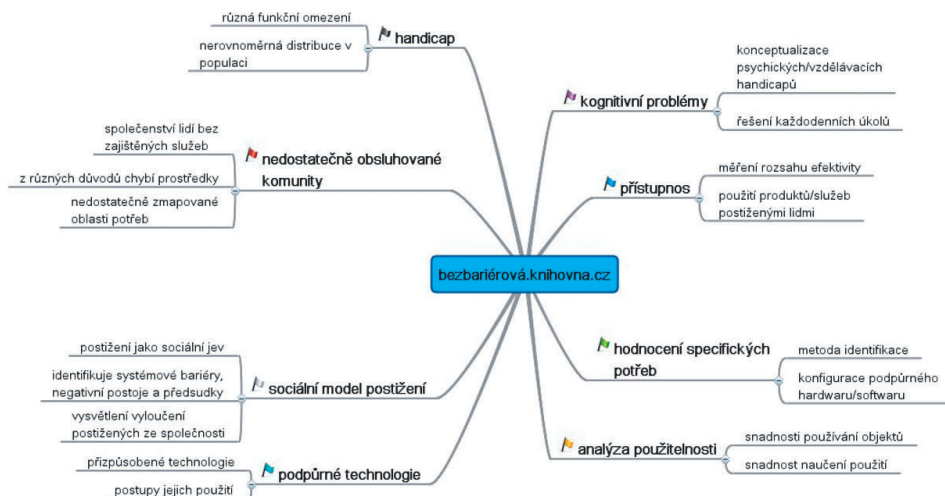 různá funkční omezení
nerovnoměrná distribuce v
populaci
handicap
společenství lidí bez
zajištěných služeb
z různých důvodů chybí prostředky
nedostatečně zmapované
oblasti potřeb
nedostatečně obsluhované
komunity
postižení jako sociální jev
identifikuje systémové bariéry,
negativní postoje a předsudky
vysvětlení vyloučení
postižených ze společnosti
sociální model postižení
přizpůsobené technologie
postupy jejich použití
podpůrné technologie
bezbariérová.knihovna.cz
kognitivní problémy
konceptualizace
psychických/vzdělávacích
handicapů
řešení každodenních úkolů
přístupnos
měření rozsahu efektivity
použití produktů/služeb
postiženými lidmi
hodnocení specifických
potřeb
metoda identifikace
konfigurace podpůrného
hardwaru/softwaru
analýza použitelnosti
snadnosti používání objektů
snadnost naučení použití